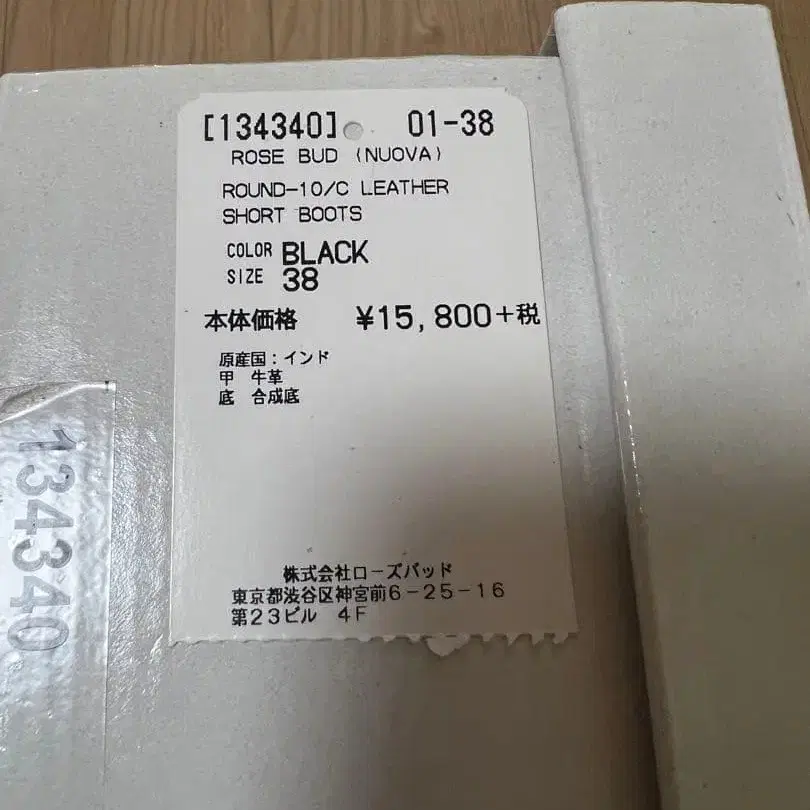 [134340] 01-38
ROSE BUD (NUOVA)
ROUND-10/C LEATHER
SHORT BOOTS
COLOR BLACK
SIZE 38
本体価格 ¥15,800+税
原産国:インド
甲 牛革
底 合成底
株式会社ローズバッド
東京都渋谷区神宮前6-25-16
第23ビル 4F
134340